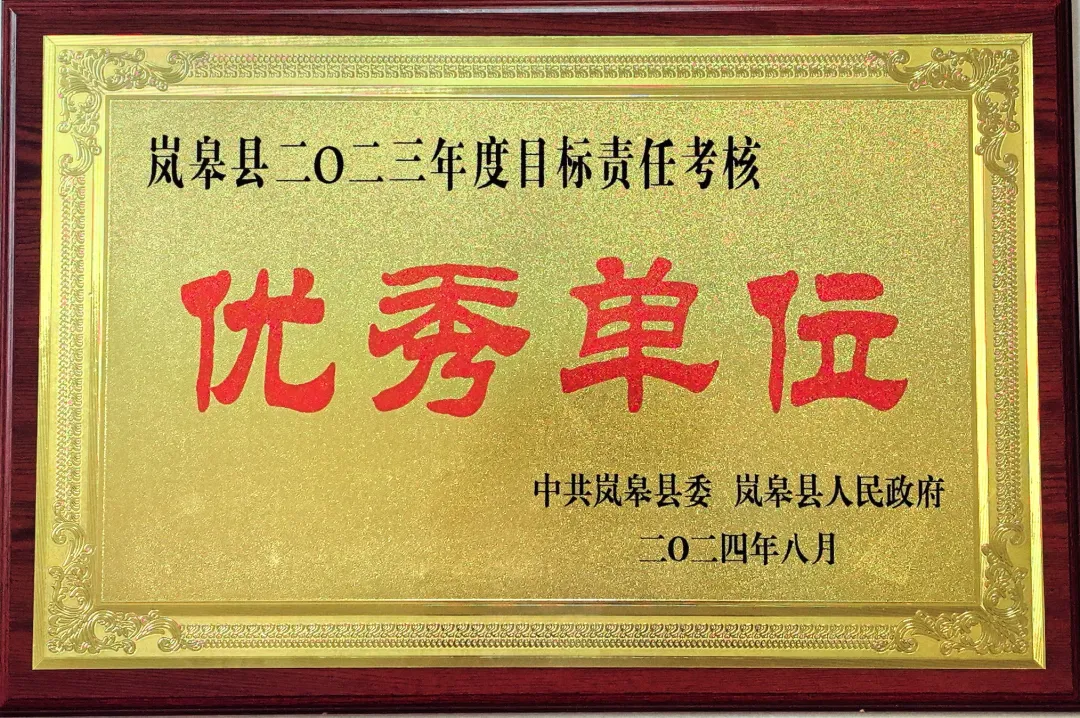 岚皋县二O二三年度目标责任考核
优秀单位
中共岚皋县委 岚皋县人民政府
二O二四年八月